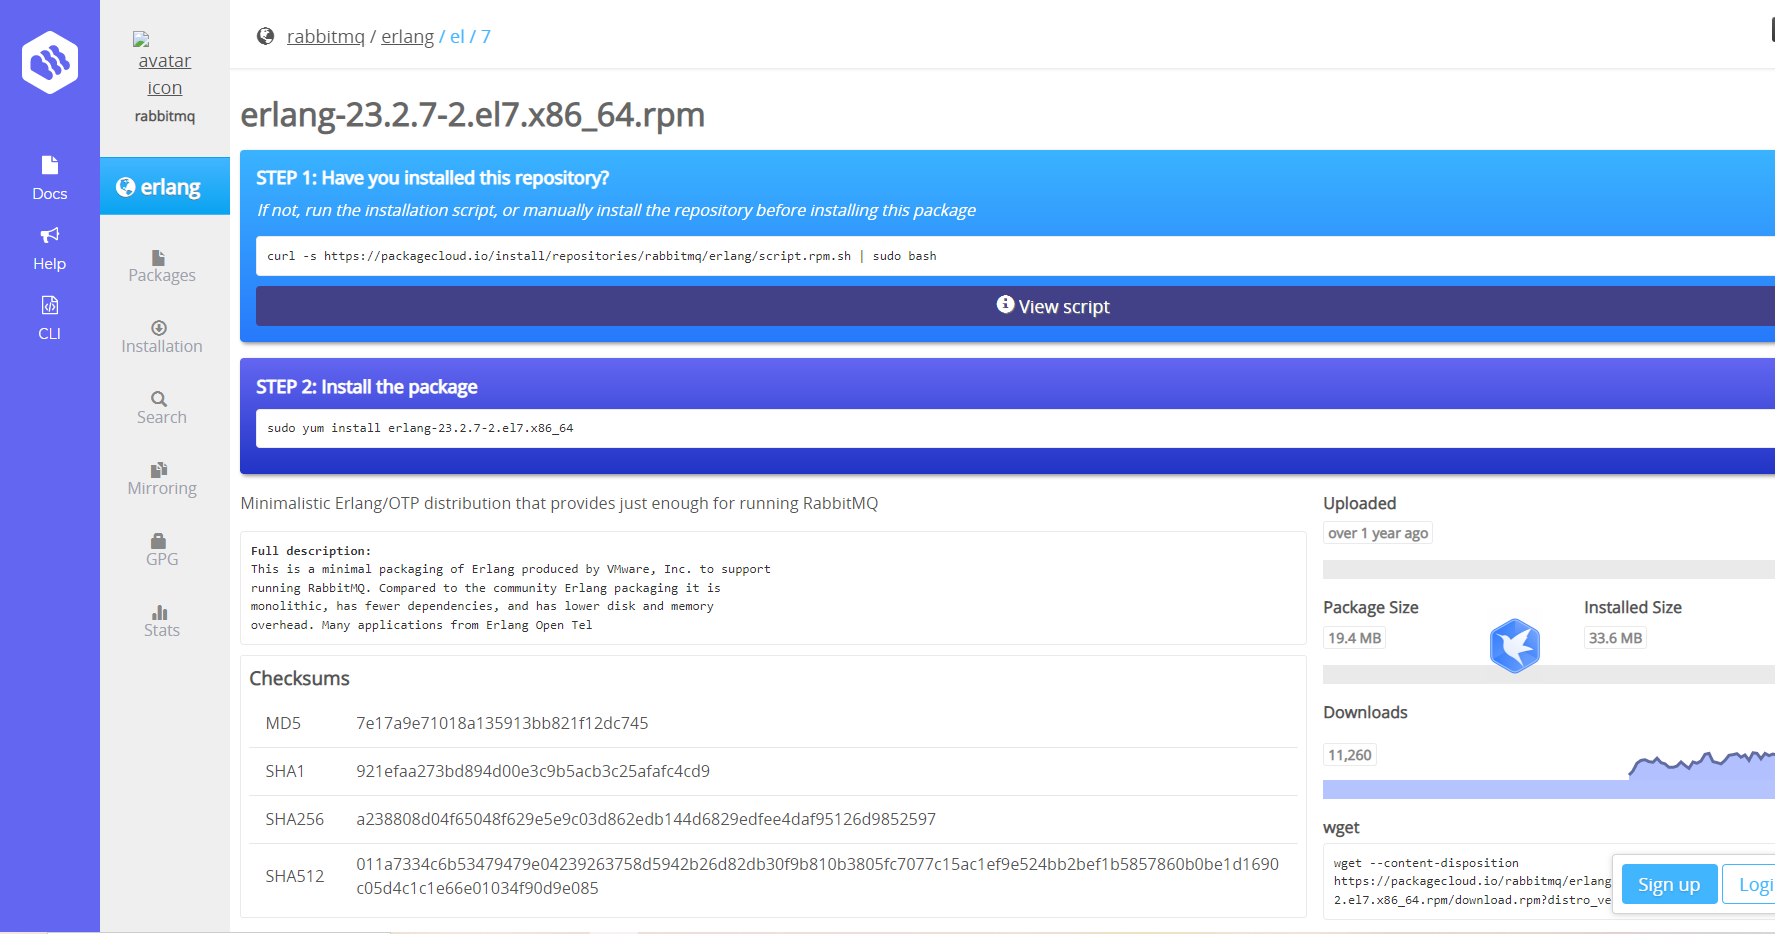 Docs
Help
CLI
avatar
icon
rabbitmq
erlang
Packages
Installation
Search
Mirroring
GPG
Stats
rabbitmq / erlang / el / 7
erlang-23.2.7-2.el7.x86_64.rpm
STEP 1: Have you installed this repository?
If not, run the installation script, or manually install the repository before installing this package
curl -s https://packagecloud.io/install/repositories/rabbitmq/erlang/script.rpm.sh | sudo bash
View script
STEP 2: Install the package
sudo yum install erlang-23.2.7-2.el7.x86_64
Minimalistic Erlang/OTP distribution that provides just enough for running RabbitMQ
Full description:
This is a minimal packaging of Erlang produced by VMware, Inc. to support
running RabbitMQ. Compared to the community Erlang packaging it is
monolithic, has fewer dependencies, and has lower disk and memory
overhead. Many applications from Erlang Open Tel
Checksums
MD5 7e17a9e71018a135913bb821f12dc745
SHA1 921efaa273bd894d00e3c9b5acb3c25afafc4cd9
SHA256 a238808d04f65048f629e5e9c03d862edb144d6829edfee4daf95126d9852597
SHA512 011a7334c6b53479479e04239263758d5942b26d82db30f9b810b3805fc7077c15ac1ef9e524bb2bef1b5857860b0be1d1690
c05d4c1c1e66e01034f90d9e085
Uploaded
over 1 year ago
Package Size
19.4 MB
Installed Size
33.6 MB
Downloads
11,260
wget
wget --content-disposition
https://packagecloud.io/rabbitmq/erlang
2.el7.x86_64.rpm/download.rpm?distro_ve
Sign up
Logi